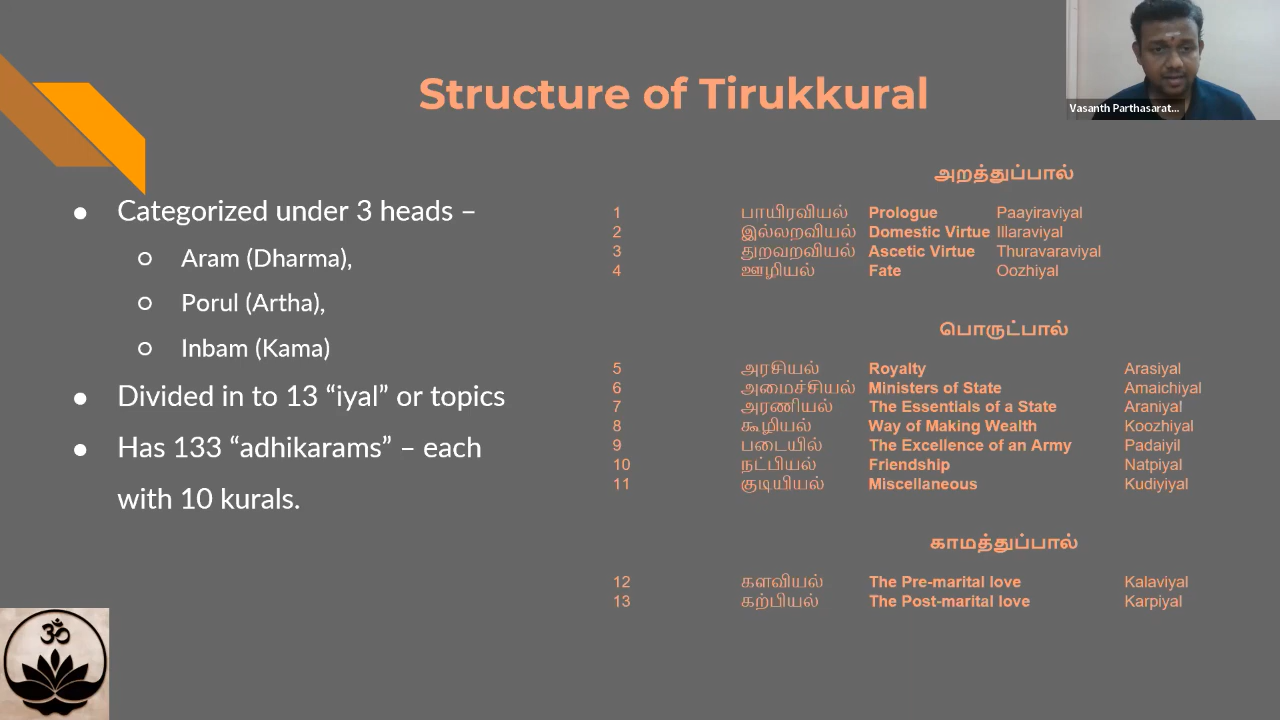 Structure of Tirukkural
Vasanth Parthasarat...
● Categorized under 3 heads –
○ Aram (Dharma),
○ Porul (Artha),
○ Inbam (Kama)
● Divided in to 13 “iyal” or topics
● Has 133 “adhikarams” – each
with 10 kurals.
அறத்துப்பால்
1 பாயிரவியல் Prologue Paayiraviyal
2 இல்லறவியல் Domestic Virtue Illaraviyal
3 துறவறவியல் Ascetic Virtue Thuravaraviyal
4 ஊழியல் Fate Oozhiyal
பொருட்பால்
5 அரசியல் Royalty Arasiyal
6 அமைச்சியல் Ministers of State Amaichiyal
7 அரணியல் The Essentials of a State Araniyal
8 கூழியல் Way of Making Wealth Koozhiyal
9 படையில் The Excellence of an Army Padaiyil
10 நட்பியல் Friendship Natpiyal
11 குடியியல் Miscellaneous Kudiyiyal
காமத்துப்பால்
12 களவியல் The Pre-marital love Kalaviyal
13 கற்பியல் The Post-marital love Karpiyal
ॐ